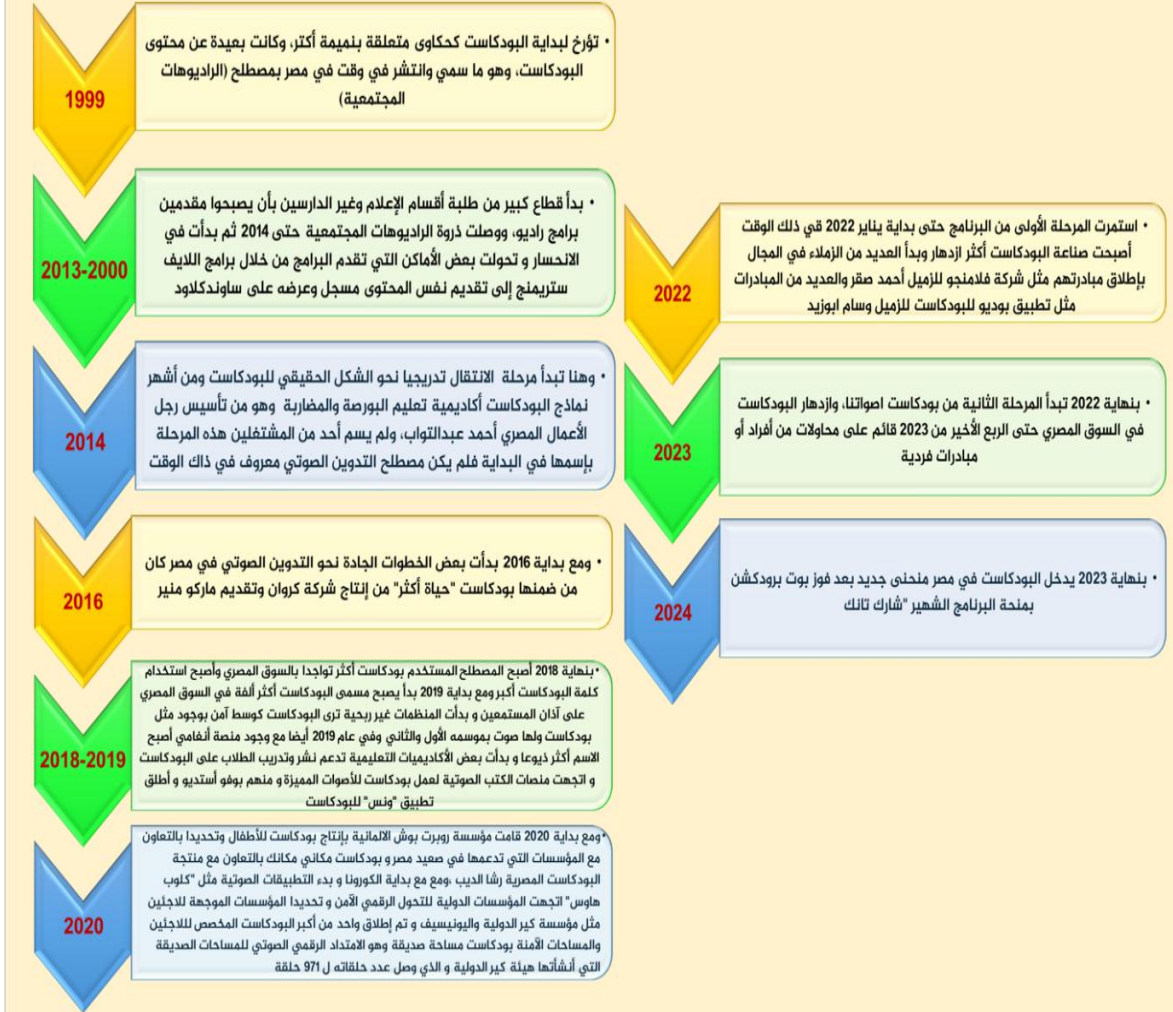 1999
• تؤرخ لبداية البودكاست كحكاوى متعلقة بنميمة أكتر، وكانت بعيدة عن محتوى
البودكاست، وهو ما سمي وانتشر في وقت في مصر بمصطلح (الراديوهات
المجتمعية)
2013-2000
• بدأ قطاع كبير من طلبة أقسام الإعلام وغير الدارسين بأن يصبحوا مقدمين
برامج راديو، ووصلت ذروة الراديوهات المجتمعية حتى 2014 ثم بدأت في
الانحسار و تحولت بعض الأماكن التي تقدم البرامج من خلال برامج اللايف
ستريمنج إلى تقديم نفس المحتوى مسجل وعرضه على ساوندكلاود
2014
• وهنا تبدأ مرحلة الانتقال تدريجيا نحو الشكل الحقيقي للبودكاست ومن أشهر
نماذج البودكاست أكاديمية تعليم البورصة والمضاربة وهو من تأسيس رجل
الأعمال المصري أحمد عبدالتواب، ولم يسم أحد من المشتغلين هذه المرحلة
بإسمها في البداية فلم يكن مصطلح التدوين الصوتي معروف في ذاك الوقت
2016
• ومع بداية 2016 بدأت بعض الخطوات الجادة نحو التدوين الصوتي في مصر كان
من ضمنها بودكاست "حياة أكثر" من إنتاج شركة كروان وتقديم ماركو منير
2018-2019
•بنهاية 2018 أصبح المصطلح المستخدم بودكاست أكثر تواجدا بالسوق المصري وأصبح استخدام
كلمة البودكاست أكبر ومع بداية 2019 بدأ يصبح مسمى البودكاست أكثر ألفة في السوق المصري
على آذان المستمعين و بدأت المنظمات غير ربحية ترى البودكاست كوسط آمن بوجود مثل
بودكاست ولها صوت بموسمه الأول والثاني وفي عام 2019 أيضا مع وجود منصة أنغامي أصبح
الاسم أكثر ذيوعا و بدأت بعض الأكاديميات التعليمية تدعم نشر وتدريب الطلاب على البودكاست
و اتجهت منصات الكتب الصوتية لعمل بودكاست للأصوات المميزة و منهم بوفو أستديو و أطلق
تطبيق "ونس" للبودكاست
2020
•ومع بداية 2020 قامت مؤسسة روبرت بوش الالمانية بإنتاج بودكاست للأطفال وتحديدا بالتعاون
مع المؤسسات التي تدعمها في صعيد مصر و بودكاست مكاني مكانك بالتعاون مع منتجة
البودكاست المصرية رشا الديب ،ومع مع بداية الكورونا و بدء التطبيقات الصوتية مثل "كلوب
هاوس" اتجهت المؤسسات الدولية للتحول الرقمي الآمن و تحديدا المؤسسات الموجهة للاجئين
مثل مؤسسة كير الدولية واليونيسيف و تم إطلاق واحد من أكبر البودكاست المخصص لللاجئين
والمساحات الآمنة بودكاست مساحة صديقة وهو الامتداد الرقمي الصوتي للمساحات الصديقة
التي أنشأتها هيئة كير الدولية و الذي وصل عدد حلقاته ل 971 حلقة
2022
• استمرت المرحلة الأولى من البرنامج حتى بداية يناير 2022 قي ذلك الوقت
أصبحت صناعة البودكاست أكثر ازدهار وبدأ العديد من الزملاء في المجال
بإطلاق مبادرتهم مثل شركة فلامنجو للزميل أحمد صقر والعديد من المبادرات
مثل تطبيق بوديو للبودكاست للزميل وسام ابوزيد
2023
• بنهاية 2022 تبدأ المرحلة الثانية من بودكاست اصواتنا، وازدهار البودكاست
في السوق المصري حتى الربع الأخير من 2023 قائم على محاولات من أفراد أو
مبادرات فردية
2024
• بنهاية 2023 يدخل البودكاست في مصر منحنى جديد بعد فوز بوت برودكشن
بمنحة البرنامج الشهير "شارك تانك